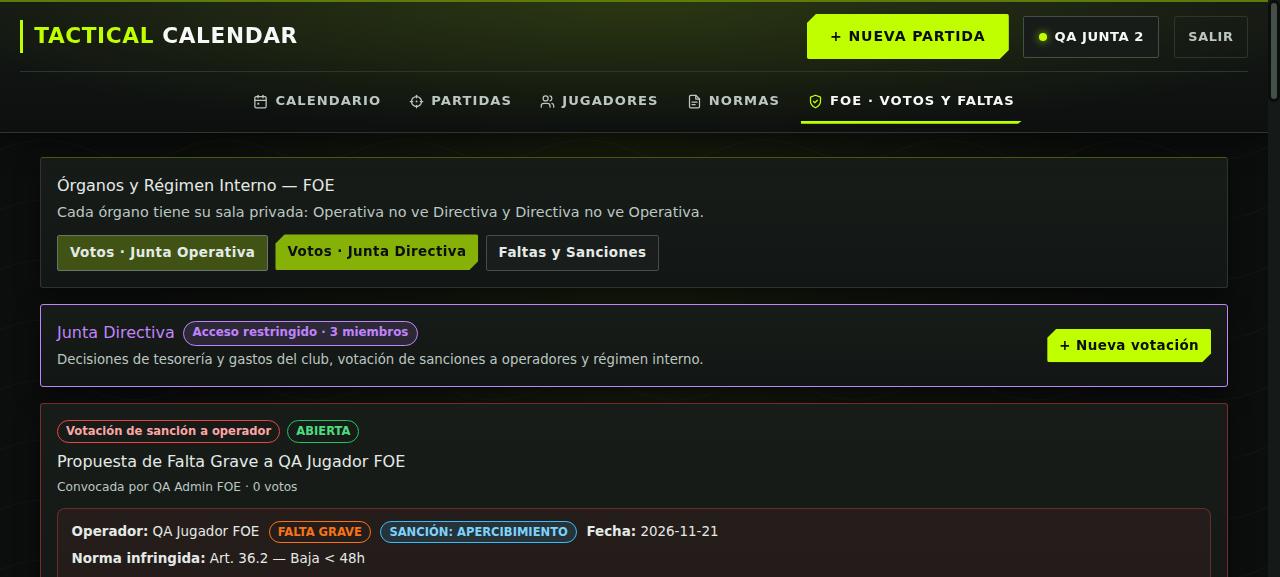 TACTICAL CALENDAR
+ NUEVA PARTIDA
QA JUNTA 2
SALIR
CALENDARIO
PARTIDAS
JUGADORES
NORMAS
FOE · VOTOS Y FALTAS
Órganos y Régimen Interno — FOE
Cada órgano tiene su sala privada: Operativa no ve Directiva y Directiva no ve Operativa.
Votos · Junta Operativa
Votos · Junta Directiva
Faltas y Sanciones
Junta Directiva Acceso restringido · 3 miembros
Decisiones de tesorería y gastos del club, votación de sanciones a operadores y régimen interno.
+ Nueva votación
Votación de sanción a operador ABIERTA
Propuesta de Falta Grave a QA Jugador FOE
Convocada por QA Admin FOE · 0 votos
Operador: QA Jugador FOE FALTA GRAVE SANCIÓN: APERCIBIMIENTO Fecha: 2026-11-21
Norma infringida: Art. 36.2 — Baja < 48h